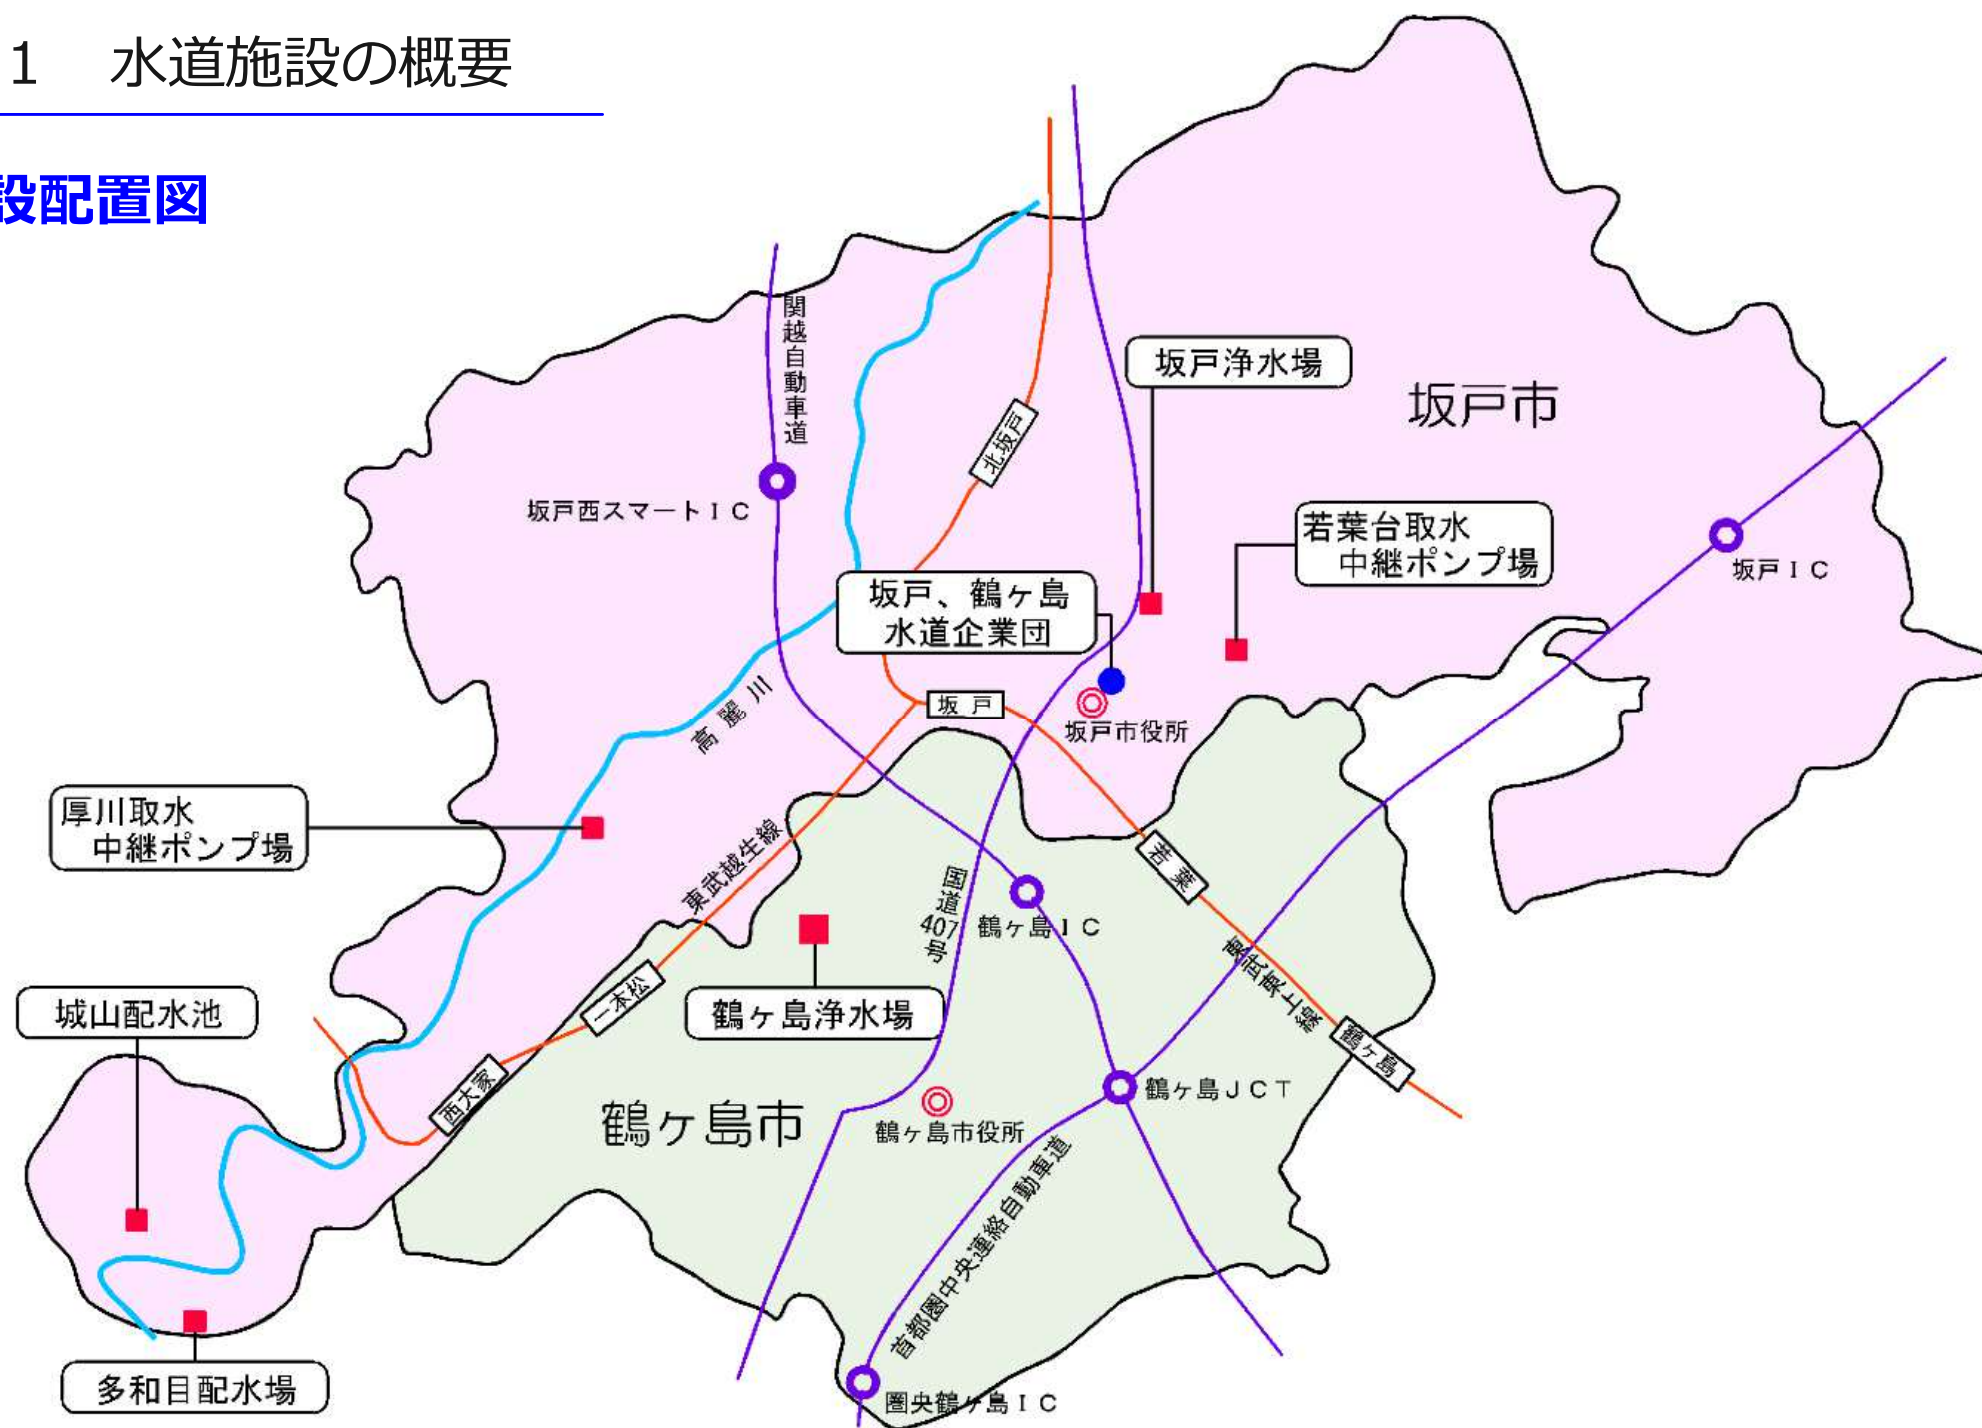 1 水道施設の概要
設配置図
関越自動車道
坂戸浄水場
坂戸市
北坂戸
坂戸西スマートIC
若葉台取水
中継ポンプ場
坂戸IC
坂戸、鶴ヶ島
水道企業団
高麗川
坂戸
坂戸市役所
厚川取水
中継ポンプ場
東武越生線
若葉
国道407号
鶴ヶ島IC
東武東上線
一本松
鶴ヶ島浄水場
城山配水池
鶴ヶ島
西大家
鶴ヶ島市
鶴ヶ島市役所
鶴ヶ島JCT
首都圏中央連絡自動車道
多和目配水場
圏央鶴ヶ島IC